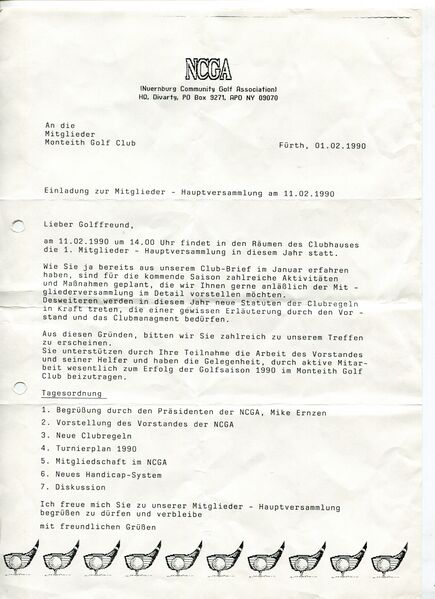 NCGA
(Nuernburg Community Golf Association)
HQ, Divarty, PO Box 9271, APO NY 09070
An die
Mitglieder
Monteith Golf Club
Fürth, 01.02.1990
Einladung zur Mitglieder - Hauptversammlung am 11.02.1990
Lieber Golffreund,
am 11.02.1990 um 14.00 Uhr findet in den Räumen des Clubhauses
die 1. Mitglieder - Hauptversammlung in diesem Jahr statt.
Wie Sie ja bereits aus unserem Club-Brief im Januar erfahren
haben, sind für die kommende Saison zahlreiche Aktivitäten
und Maßnahmen geplant, die wir Ihnen gerne anläßlich der Mit -
gliederversammlung im Detail vorstellen möchten.
Desweiteren werden in diesem Jahr neue Statuten der Clubregeln
in Kraft treten, die einer gewissen Erläuterung durch den Vor -
stand und das Clubmanagment bedürfen.
Aus diesen Gründen, bitten wir Sie zahlreich zu unserem Treffen
zu erscheinen.
Sie unterstützen durch Ihre Teilnahme die Arbeit des Vorstandes
und seiner Helfer und haben die Gelegenheit, durch aktive Mitar-
beit wesentlich zum Erfolg der Golfsaison 1990 im Monteith Golf
Club beizutragen.
Tagesordnung
1. Begrüßung durch den Präsidenten der NCGA, Mike Ernzen
2. Vorstellung des Vorstandes der NCGA
3. Neue Clubregeln
4. Turnierplan 1990
5. Mitgliedschaft im NCGA
6. Neues Handicap-System
7. Diskussion
Ich freue mich Sie zu unserer Mitglieder - Hauptversammlung
begrüßen zu dürfen und verbleibe
mit freundlichen Grüßen